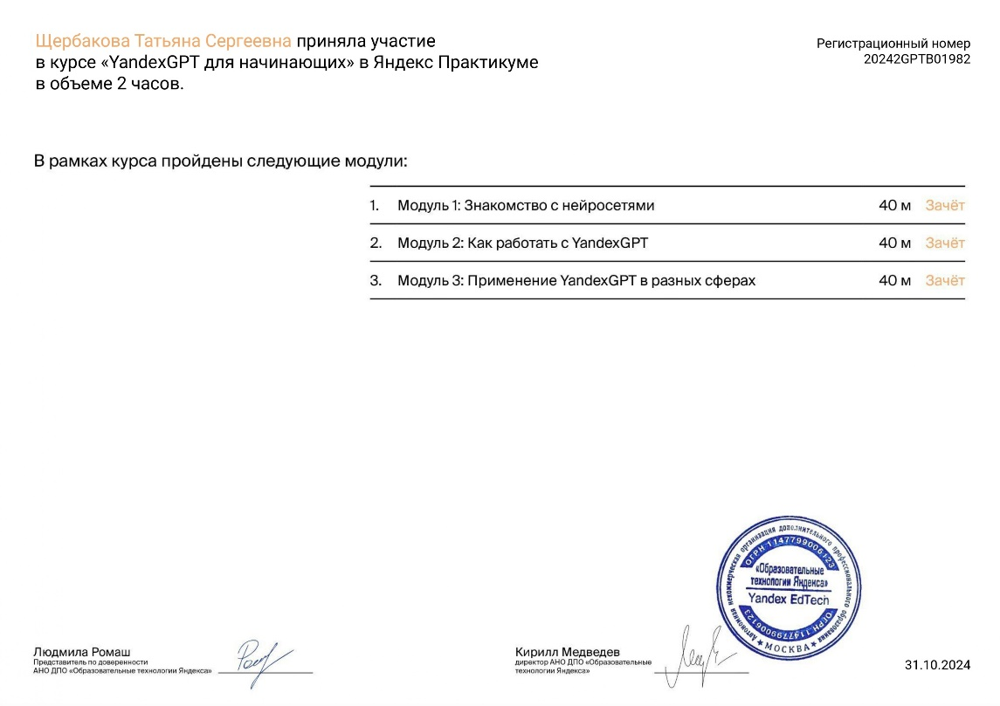 Щербакова Татьяна Сергеевна приняла участие
в курсе «YandexGPT для начинающих» в Яндекс Практикуме
в объеме 2 часов.
Регистрационный номер
20242GPTB01982
В рамках курса пройдены следующие модули:
1. Модуль 1: Знакомство с нейросетями 40 м Зачёт
2. Модуль 2: Как работать с YandexGPT 40 м Зачёт
3. Модуль 3: Применение YandexGPT в разных сферах 40 м Зачёт
Автономная некоммерческая организация дополнительного профессионального образования
ОГРН 1147799006123
«Образовательные
технологии Яндекса»
Yandex EdTech
ОГРН 1147799006123
★ МОСКВА ★
Людмила Ромаш
Представитель по доверенности
АНО ДПО «Образовательные технологии Яндекса»
Кирилл Медведев
директор АНО ДПО «Образовательные
технологии Яндекса»
31.10.2024